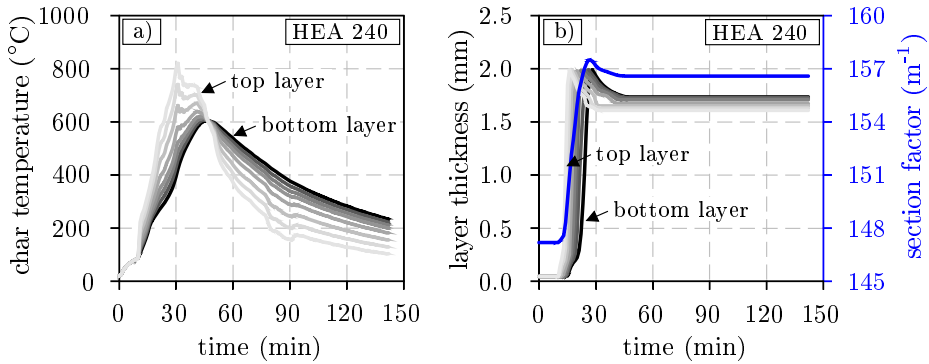 a)
HEA 240
char temperature (°C)
1000
800
600
400
200
0
top layer
bottom layer
0 30 60 90 120 150
time (min)
b)
HEA 240
layer thickness (mm)
2.5
2.0
1.5
1.0
0.5
0.0
top layer
bottom layer
0 30 60 90 120 150
time (min)
160
157
154
151
148
145
section factor (m⁻¹)